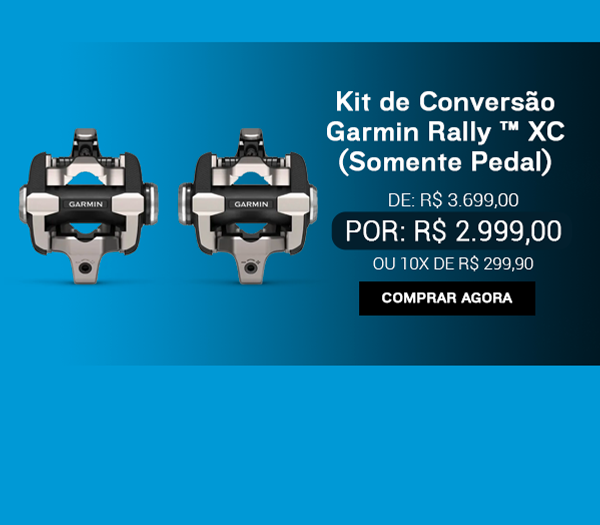 Kit de Conversão
Garmin Rally ™ XC
(Somente Pedal)
DE: R$ 3.699,00
POR: R$ 2.999,00
OU 10X DE R$ 299,90
COMPRAR AGORA
GARMIN
GARMIN